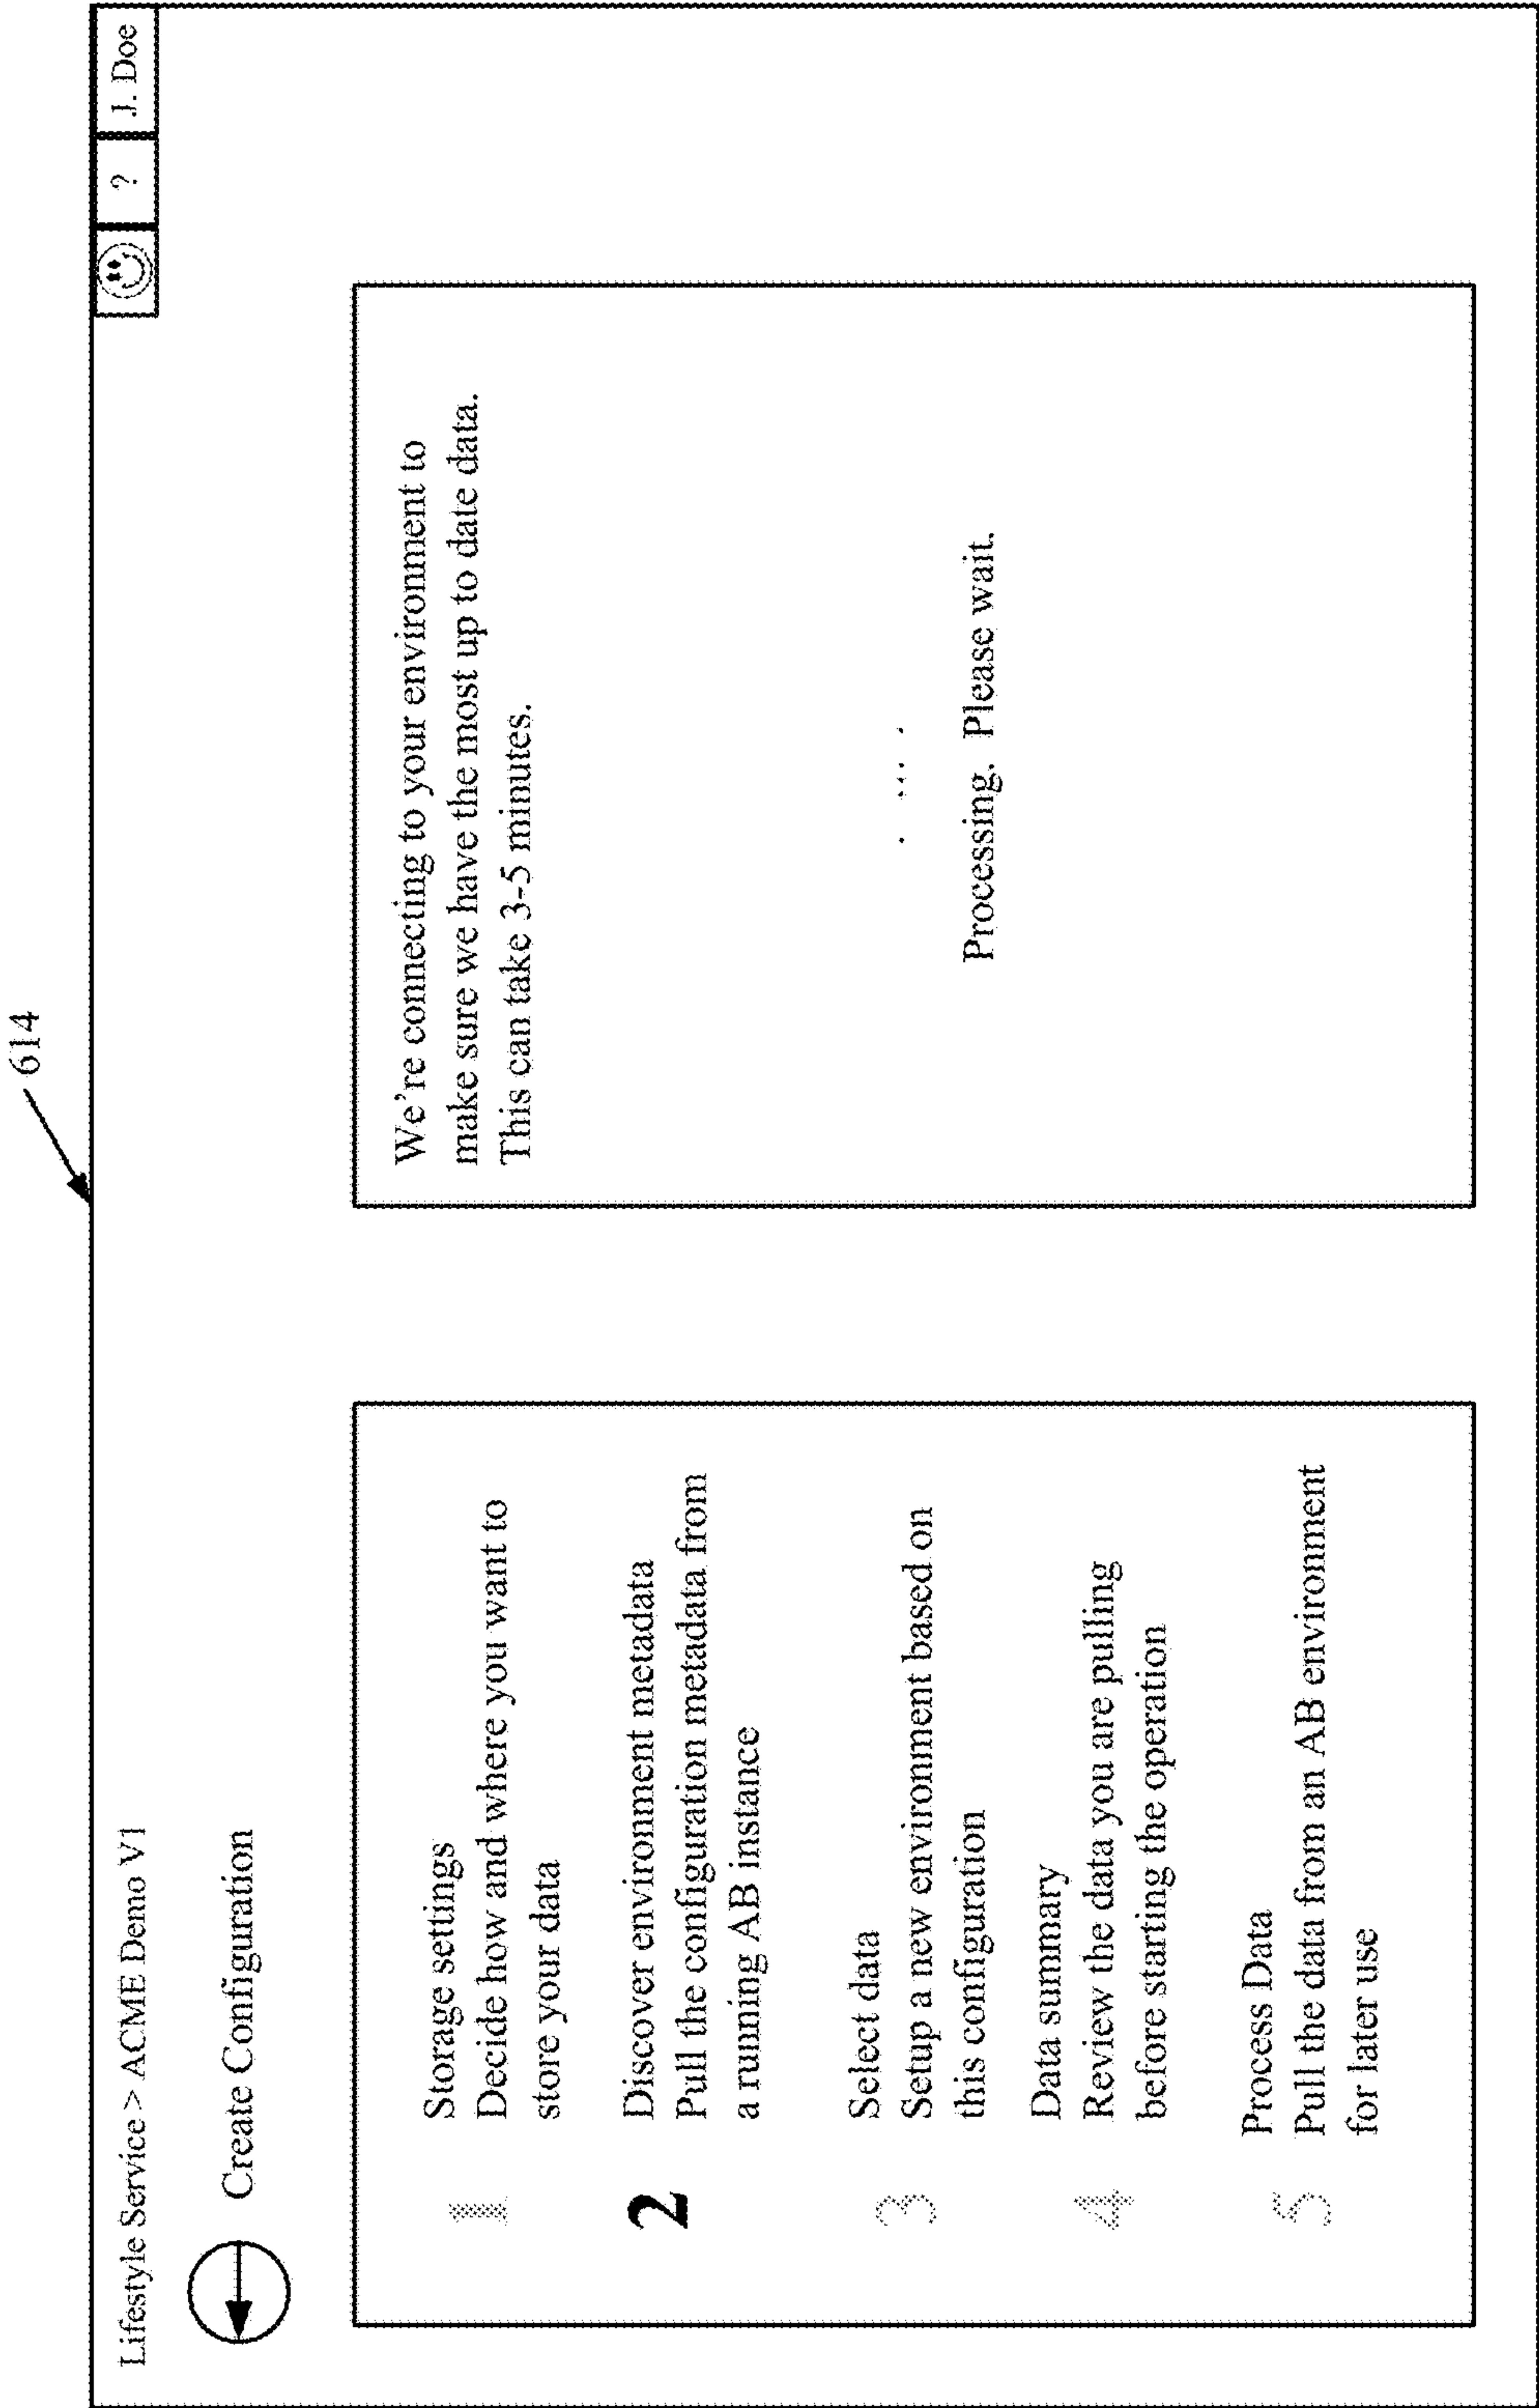 614
Lifestyle Service > ACME Demo V1
? J. Doe
Create Configuration
1 Storage settings
Decide how and where you want to
store your data
2 Discover environment metadata
Pull the configuration metadata from
a running AB instance
3 Select data
Setup a new environment based on
this configuration
4 Data summary
Review the data you are pulling
before starting the operation
5 Process Data
Pull the data from an AB environment
for later use
We're connecting to your environment to
make sure we have the most up to date data.
This can take 3-5 minutes.
Processing. Please wait.